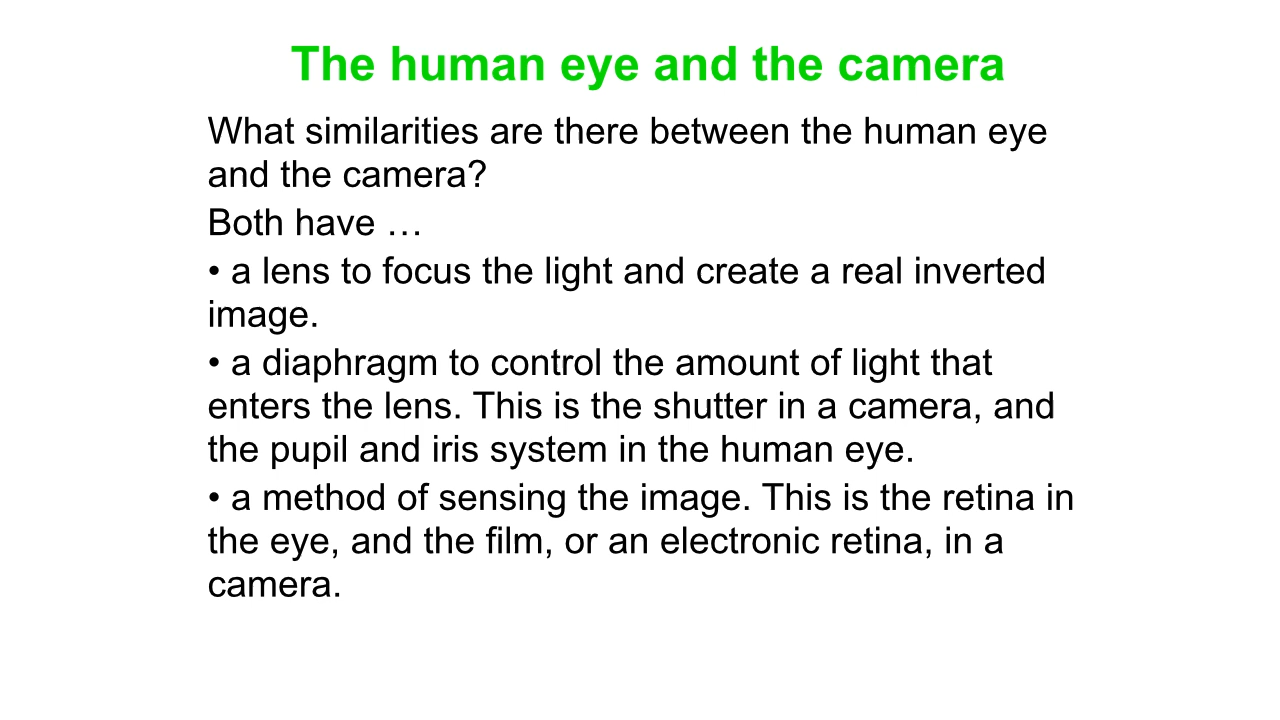 The human eye and the camera
What similarities are there between the human eye
and the camera?
Both have …
• a lens to focus the light and create a real inverted
image.
• a diaphragm to control the amount of light that
enters the lens. This is the shutter in a camera, and
the pupil and iris system in the human eye.
• a method of sensing the image. This is the retina in
the eye, and the film, or an electronic retina, in a
camera.